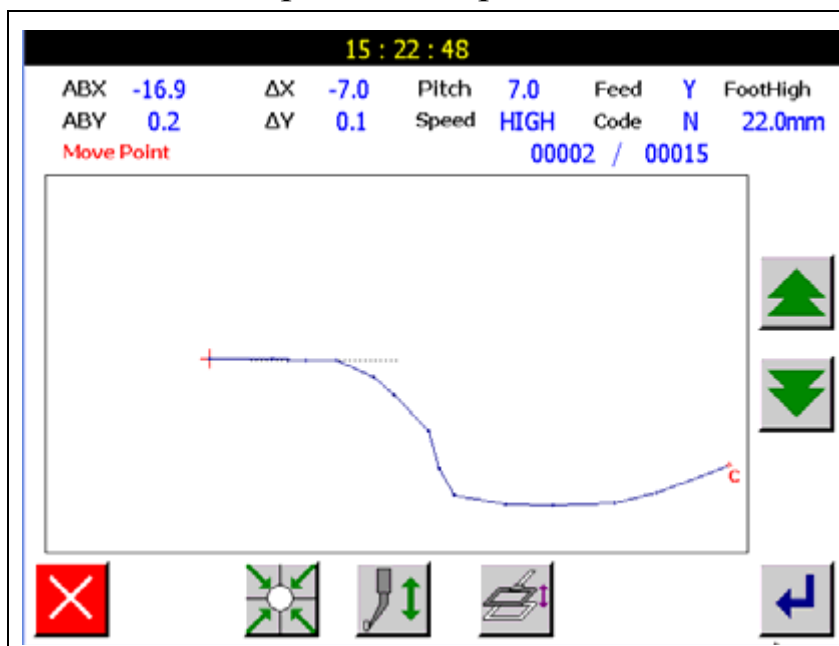 15 : 22 : 48
ABX -16.9 ΔX -7.0 Pitch 7.0 Feed Y FootHigh
ABY 0.2 ΔY 0.1 Speed HIGH Code N 22.0mm
Move Point 00002 / 00015
C